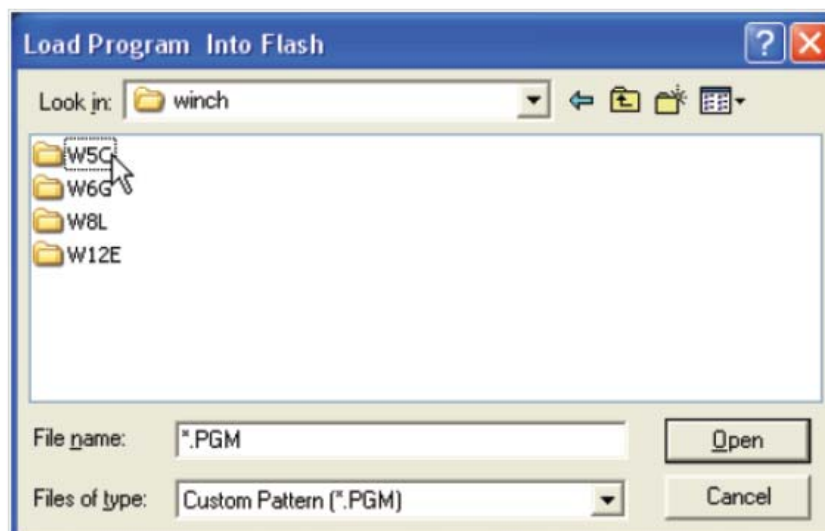 Load Program Into Flash
Look in: winch
W5G
W6G
W8L
W12E
File name: *.PGM Open
Files of type: Custom Pattern (*.PGM) Cancel